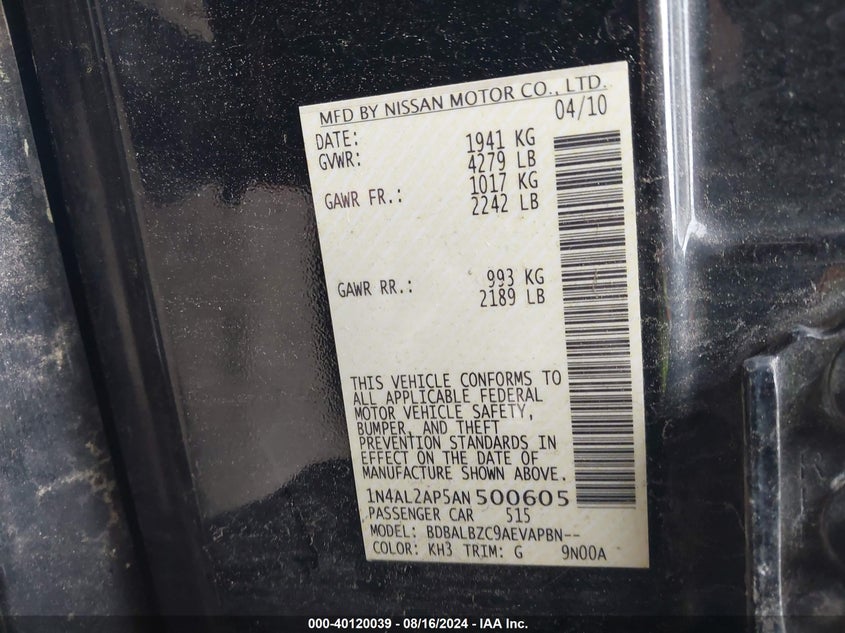 MFD BY NISSAN MOTOR CO., LTD.
DATE: 04/10
GVWR: 1941 KG
4279 LB
GAWR FR.: 1017 KG
2242 LB
GAWR RR.: 993 KG
2189 LB
THIS VEHICLE CONFORMS TO
ALL APPLICABLE FEDERAL
MOTOR VEHICLE SAFETY,
BUMPER, AND THEFT
PREVENTION STANDARDS IN
EFFECT ON THE DATE OF
MANUFACTURE SHOWN ABOVE.
1N4AL2AP5AN500605
PASSENGER CAR 515
MODEL: BDBALBZC9AEVAPBN--
COLOR: KH3 TRIM: G 9N00A
000-40120039 - 08/16/2024 - IAA Inc.